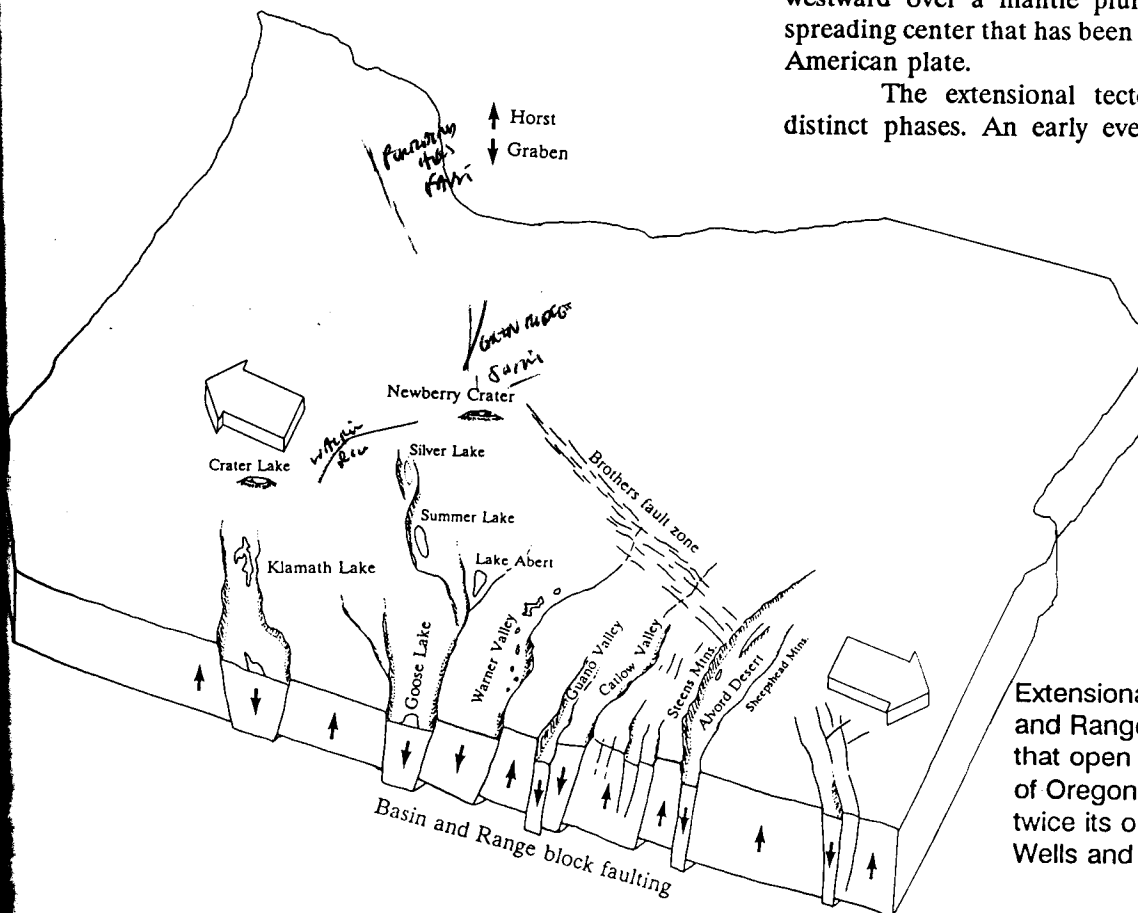 westward over a mantle plu
spreading center that has been
American plate.
The extensional tect
distinct phases. An early eve
Horst
Graben
Newberry Crater
Crater Lake
Silver Lake
Brothers fault zone
Summer Lake
Klamath Lake
Lake Abert
Goose Lake
Warner Valley
Guano Valley
Catlow Valley
Steens Mtns.
Alvord Desert
Sheepshead Mtns.
Basin and Range block faulting
Extensiona
and Range
that open
of Oregon
twice its o
Wells and